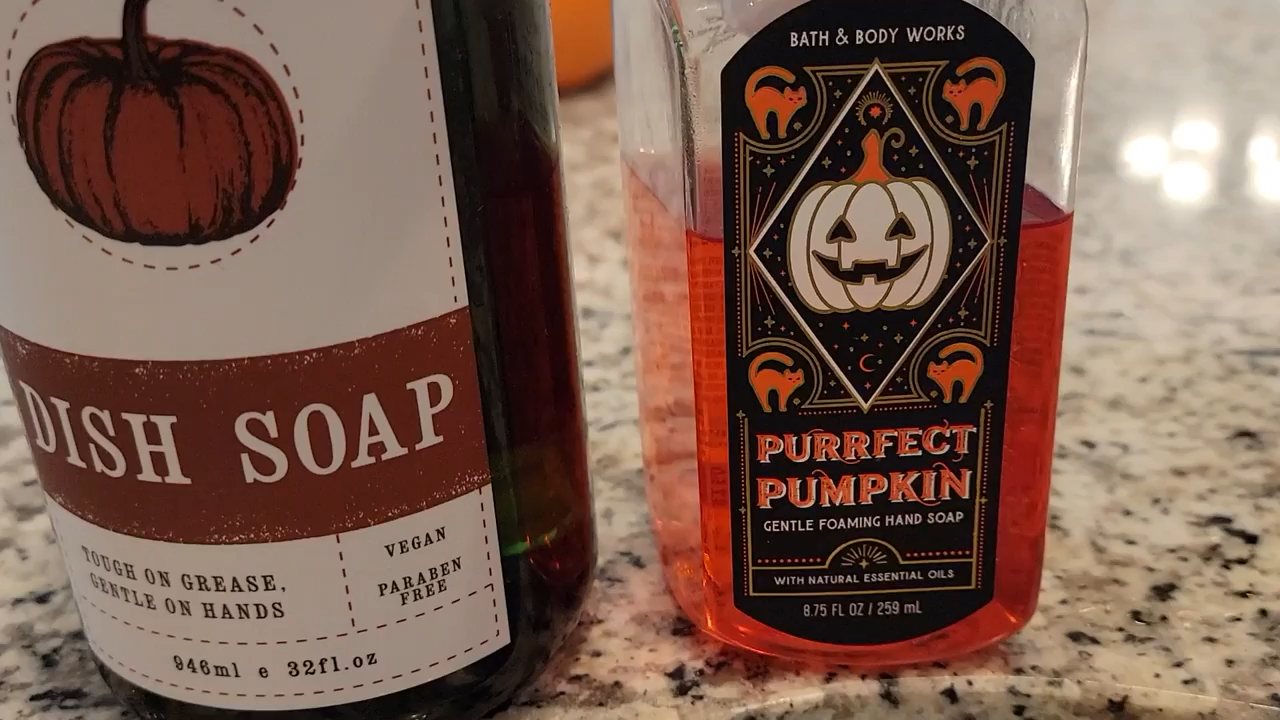 DISH SOAP
TOUGH ON GREASE,
GENTLE ON HANDS
VEGAN
PARABEN
FREE
946ml e 32fl.oz
BATH & BODY WORKS
PURRFECT
PUMPKIN
GENTLE FOAMING HAND SOAP
WITH NATURAL ESSENTIAL OILS
8.75 FL OZ / 259 mL